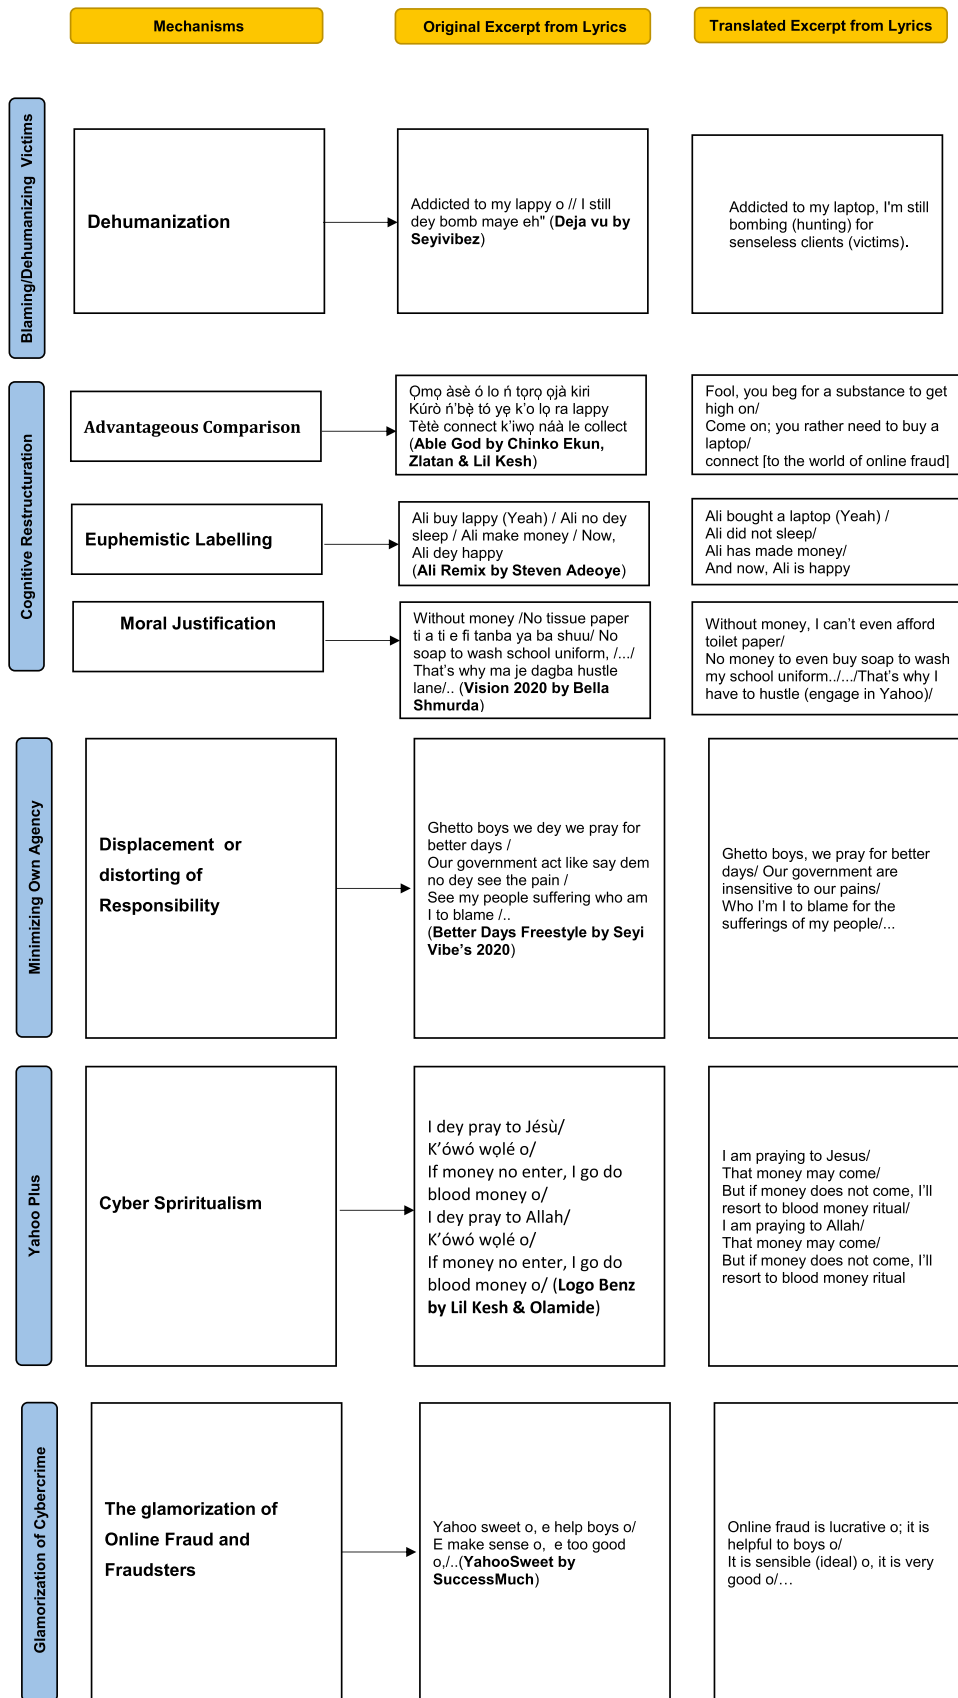 Mechanisms
Original Excerpt from Lyrics
Translated Excerpt from Lyrics
Blaming/Dehumanizing Victims
Dehumanization
Addicted to my lappy o // I still
dey bomb maye eh" (Deja vu by
Seyivibez)
Addicted to my laptop, I'm still
bombing (hunting) for
senseless clients (victims).
Cognitive Restructuration
Advantageous Comparison
Ọmọ àsè ó lo ń tọrọ ọjà kiri
Kúrò ń'bẹ̀ tó yẹ k'o lọ ra lappy
Tètè connect k'iwọ náà le collect
(Able God by Chinko Ekun,
Zlatan & Lil Kesh)
Fool, you beg for a substance to get
high on/
Come on; you rather need to buy a
laptop/
connect [to the world of online fraud]
Euphemistic Labelling
Ali buy lappy (Yeah) / Ali no dey
sleep / Ali make money / Now,
Ali dey happy
(Ali Remix by Steven Adeoye)
Ali bought a laptop (Yeah) /
Ali did not sleep/
Ali has made money/
And now, Ali is happy
Moral Justification
Without money /No tissue paper
ti a ti e fi tanba ya ba shuu/ No
soap to wash school uniform, /.../
That's why ma je dagba hustle
lane/.. (Vision 2020 by Bella
Shmurda)
Without money, I can't even afford
toilet paper/
No money to even buy soap to wash
my school uniform../.../That's why I
have to hustle (engage in Yahoo)/
Minimizing Own Agency
Displacement or
distorting of
Responsibility
Ghetto boys we dey we pray for
better days /
Our government act like say dem
no dey see the pain /
See my people suffering who am
I to blame /..
(Better Days Freestyle by Seyi
Vibe's 2020)
Ghetto boys, we pray for better
days/ Our government are
insensitive to our pains/
Who I'm I to blame for the
sufferings of my people/...
Yahoo Plus
Cyber Spriritualism
I dey pray to Jésù/
K'ówó wọlé o/
If money no enter, I go do
blood money o/
I dey pray to Allah/
K'ówó wọlé o/
If money no enter, I go do
blood money o/ (Logo Benz
by Lil Kesh & Olamide)
I am praying to Jesus/
That money may come/
But if money does not come, I'll
resort to blood money ritual/
I am praying to Allah/
That money may come/
But if money does not come, I'll
resort to blood money ritual
Glamorization of Cybercrime
The glamorization of
Online Fraud and
Fraudsters
Yahoo sweet o, e help boys o/
E make sense o, e too good
o,/..(YahooSweet by
SuccessMuch)
Online fraud is lucrative o; it is
helpful to boys o/
It is sensible (ideal) o, it is very
good o/…